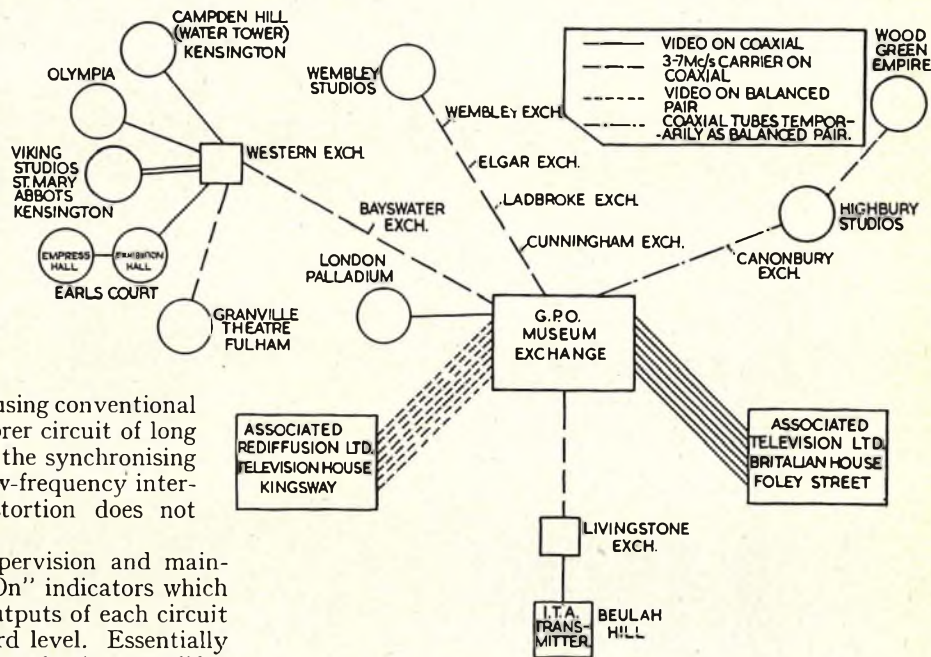 CAMPDEN HILL
(WATER TOWER)
KENSINGTON
OLYMPIA
VIKING
STUDIOS
ST. MARY
ABBOTS
KENSINGTON
WESTERN EXCH.
EMPRESS
HALL
EXHIBITION
HALL
EARLS COURT
GRANVILLE
THEATRE
FULHAM
BAYSWATER
EXCH.
LONDON
PALLADIUM
WEMBLEY
STUDIOS
WEMBLEY EXCH.
ELGAR EXCH.
LADBROKE EXCH.
CUNNINGHAM EXCH.
VIDEO ON COAXIAL
3-7Mc/s CARRIER ON
COAXIAL
VIDEO ON BALANCED
PAIR
COAXIAL TUBES TEMPOR-
-ARILY AS BALANCED PAIR.
WOOD
GREEN
EMPIRE
HIGHBURY
STUDIOS
CANONBURY
EXCH.
G.P.O.
MUSEUM
EXCHANGE
ASSOCIATED
REDIFFUSION LTD.
TELEVISION HOUSE
KINGSWAY
ASSOCIATED
TELEVISION LTD.
BRITALIAN HOUSE
FOLEY STREET
LIVINGSTONE
EXCH.
I.T.A.
TRANS-
MITTER
BEULAH
HILL
using conventional
orer circuit of long
the synchronising
w-frequency inter-
stortion does not
pervision and main-
On" indicators which
utputs of each circuit
rd level. Essentially